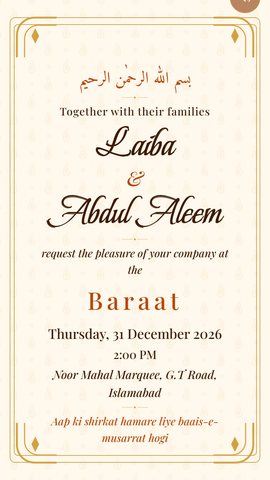 بسم الله الرحمٰن الرحيم
Together with their families
Laiba
&
Abdul Aleem
request the pleasure of your company at
the
Baraat
Thursday, 31 December 2026
2:00 PM
Noor Mahal Marquee, G.T Road,
Islamabad
Aap ki shirkat hamare liye baais-e-
musarrat hogi